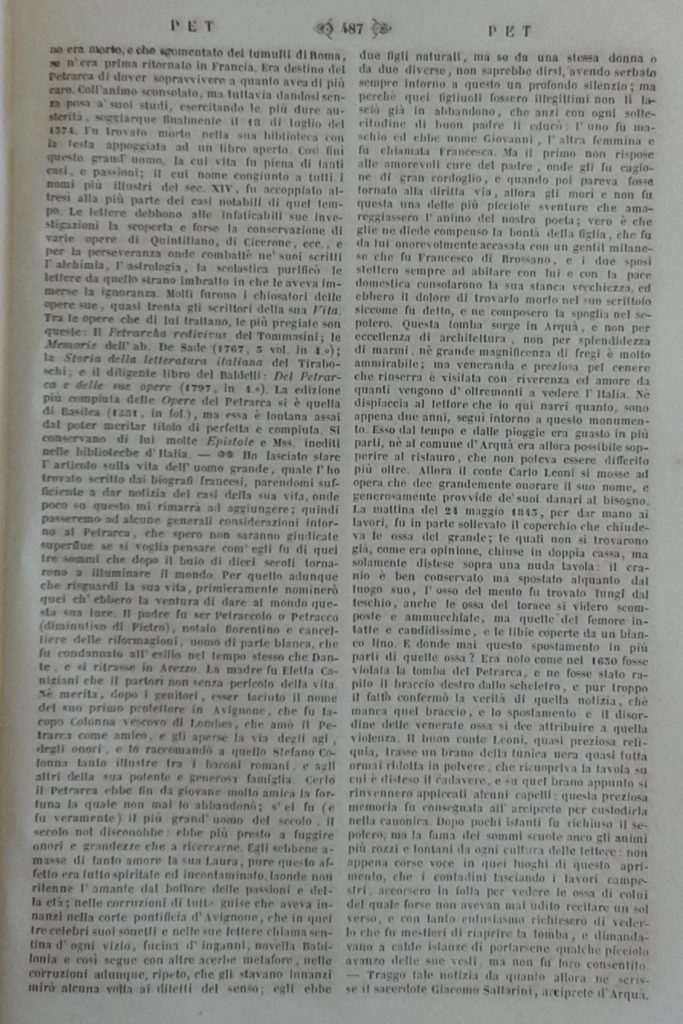 PET
487
PET
no era morto, e che sgomentato dei tumulti di Roma,
se n'era prima ritornato in Francia. Era destino del
Petrarca di dover sopravvivere a quanto avea di più
caro. Coll'animo sconsolato, ma tuttavia dandosi sen-
za posa a' suoi studi, esercitando le più dure au-
sterità, soggiacque finalmente il 18 di luglio del
1374. Fu trovato morto nella sua biblioteca con
la testa appoggiata ad un libro aperto. Così finì
questo grand'uomo, la cui vita fu piena di tanti
casi, e passioni; il cui nome congiunto a tutti i
nomi più illustri del sec. XIV, fu accoppiato al-
tresì alla più parte dei casi notabili di quel tem-
po. Le lettere debbono alle infaticabili sue inve-
stigazioni la scoperta e forse la conservazione di
varie opere di Quintiliano, di Cicerone, ecc., e
per la perseveranza onde combattè ne' suoi scritti
l'alchimia, l'astrologia, la scolastica purificò le
lettere da quello strano imbratto in che le aveva im-
merse la ignoranza. Molti furono i chiosatori delle
opere sue, quasi trenta gli scrittori della sua Vita.
Tra le opere che di lui trattano, le più pregiate son
queste: Il Petrarcha redivivus del Tommasini; le
Memorie dell'ab. De Sade (1767, 3 vol. in 4.°);
la Storia della letteratura italiana del Tirabo-
schi; e il diligente libro del Baldelli: Del Petrar-
ca e delle sue opere (1797, in 4.°). La edizione
più compiuta delle Opere del Petrarca si è quella
di Basilea (1581, in fol.), ma essa è lontana assai
dal poter meritar titolo di perfetta e compiuta. Si
conservano di lui molte Epistole e Mss. inediti
nelle biblioteche d'Italia. — Ho lasciato stare
l'articolo sulla vita dell'uomo grande, quale l'ho
trovato scritto dai biografi francesi, parendomi suf-
ficiente a dar notizia dei casi della sua vita, onde
poco su questo mi rimarrà ad aggiungere; quindi
passeremo ad alcune generali considerazioni intor-
no al Petrarca, che spero non saranno giudicate
superflue se si voglia pensare com'egli fu di quei
tre sommi che dopo il buio di dieci secoli torna-
rono a illuminare il mondo. Per quello adunque
che risguardi la sua vita, primieramente nominerò
quei ch'ebbero la ventura di dare al mondo que-
sta sua luce. Il padre fu ser Petraccolo o Petracco
(diminutivo di Pietro), notaio fiorentino e cancel-
liere delle riformagioni, uomo di parte bianca, che
fu condannato all'esilio nel tempo stesso che Dan-
te, e si ritrasse in Arezzo. La madre fu Eletta Ca-
nigiani che il partorì non senza pericolo della vita.
Nè merita, dopo i genitori, esser taciuto il nome
del suo primo protettore in Avignone, che fu Ia-
copo Colonna vescovo di Lombes, che amò il Pe-
trarca come amico, e gli aperse la via degli agi,
degli onori, e lo raccomandò a quello Stefano Co-
lonna tanto illustre tra i baroni romani, e agli
altri della sua potente e generosa famiglia. Certo
il Petrarca ebbe fin da giovane molto amica la for-
tuna la quale non mai lo abbandonò; s'ei fu (e
fu veramente) il più grand'uomo del secolo, il
secolo nol disconobbe: ebbe più presto a fuggire
onori e grandezze che a ricercarne. Egli sebbene a-
masse di tanto amore la sua Laura, pure questo af-
fetto era tutto spiritale ed incontaminato, laonde non
ritenne l'amante dal bollore delle passioni e del-
la età; nelle corruzioni di tutte guise che aveva in-
nanzi nella corte pontificia d'Avignone, che in quei
tre celebri suoi sonetti e nelle sue lettere chiama sen-
tina d'ogni vizio, fucina d'inganni, novella Babi-
lonia e così segue con altre acerbe metafore, nelle
corruzioni adunque, ripeto, che gli stavano innanzi
mirò alcuna volta ai diletti del senso; egli ebbe
due figli naturali, ma se da una stessa donna o
da due diverse, non saprebbe dirsi, avendo serbato
sempre intorno a questo un profondo silenzio; ma
perchè quei figliuoli fossero illegittimi non li la-
sciò già in abbandono, che anzi con ogni solle-
citudine di buon padre li educò: l'uno fu ma-
schio ed ebbe nome Giovanni, l'altra femmina e
fu chiamata Francesca. Ma il primo non rispose
alle amorevoli cure del padre, onde gli fu cagio-
ne di gran cordoglio, e quando poi pareva fosse
tornato alla diritta via, allora gli morì e non fu
questa una delle più picciole sventure che ama-
reggiassero l'animo del nostro poeta; vero è che
glie ne diede compenso la bontà della figlia, che fu
da lui onorevolmente accasata con un gentil milane-
se che fu Francesco di Brossano, e i due sposi
stettero sempre ad abitare con lui e con la pace
domestica consolarono la sua stanca vecchiezza, ed
ebbero il dolore di trovarlo morto nel suo scrittoio
siccome fu detto, e ne composero la spoglia nel se-
polcro. Questa tomba sorge in Arquà, e non per
eccellenza di architettura, non per splendidezza
di marmi, nè grande magnificenza di fregi è molto
ammirabile; ma veneranda e preziosa pel cenere
che rinserra è visitata con riverenza ed amore da
quanti vengono d'oltremonti a vedere l'Italia. Nè
dispiaccia al lettore che io qui narri quanto, sono
appena due anni, seguì intorno a questo monumen-
to. Esso dal tempo e dalle pioggie era guasto in più
parti, nè al comune d'Arquà era allora possibile sop-
perire al ristauro, che non poteva essere differito
più oltre. Allora il conte Carlo Leoni si mosse ad
opera che dee grandemente onorare il suo nome, e
generosamente provvide de' suoi danari al bisogno.
La mattina del 24 maggio 1843, per dar mano ai
lavori, fu in parte sollevato il coperchio che chiude-
va le ossa del grande; le quali non si trovarono
già, come era opinione, chiuse in doppia cassa, ma
solamente distese sopra una nuda tavola: il cra-
nio è ben conservato ma spostato alquanto dal
luogo suo, l'osso del mento fu trovato lungi dal
teschio, anche le ossa del torace si videro scom-
poste e ammucchiate, ma quelle del femore in-
tatte e candidissime, e le tibie coperte da un bian-
co lino. E donde mai questo spostamento in più
parti di quelle ossa? Era noto come nel 1630 fosse
violata la tomba del Petrarca, e ne fosse stato ra-
pito il braccio destro dallo scheletro, e pur troppo
il fatto confermò la verità di quella notizia, chè
manca quel braccio, e lo spostamento e il disor-
dine delle venerate ossa si dee attribuire a quella
violenza. Il buon conte Leoni, quasi preziosa reli-
quia, trasse un brano della tunica nera quasi tutta
ormai ridotta in polvere, che ricuopriva la tavola su
cui è disteso il cadavere, e su quel brano appunto si
rinvennero appiccati alcuni capelli: questa preziosa
memoria fu consegnata all'arciprete per custodirla
nella canonica. Dopo pochi istanti fu richiuso il se-
polcro; ma la fama dei sommi scuote anco gli animi
più rozzi e lontani da ogni cultura delle lettere: non
appena corse voce in quei luoghi di questo apri-
mento, che i contadini lasciando i lavori campe-
stri, accorsero in folla per vedere le ossa di colui
del quale forse non avevan mai udito recitare un sol
verso, e con tanto entusiasmo richiesero di veder-
lo che fu mestieri di riaprire la tomba, e dimanda-
vano a calde istanze di portarsene qualche picciolo
avanzo delle sue vesti, ma non fu loro consentito.
— Traggo tale notizia da quanto allora ne scris-
se il sacerdote Giacomo Saltarini, arciprete d'Arquà.